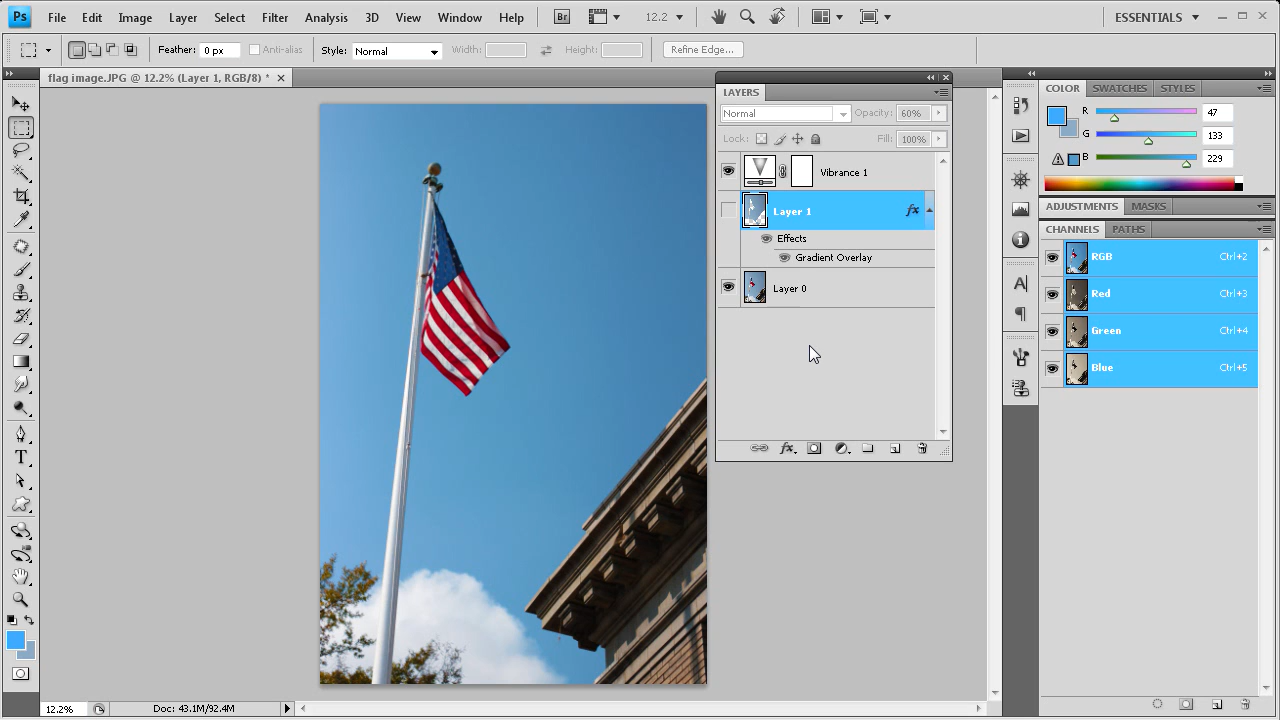 Ps File Edit Image Layer Select Filter Analysis 3D View Window Help Br 12.2 ESSENTIALS
Feather: 0 px Anti-alias Style: Normal Width: Height: Refine Edge...
flag image.JPG @ 12.2% (Layer 1, RGB/8) *
LAYERS
Normal Opacity: 60%
Lock: Fill: 100%
Vibrance 1
Layer 1 fx
Effects
Gradient Overlay
Layer 0
fx
COLOR SWATCHES STYLES
R 47
G 133
B 229
ADJUSTMENTS MASKS
CHANNELS PATHS
RGB Ctrl+2
Red Ctrl+3
Green Ctrl+4
Blue Ctrl+5
12.2% Doc: 43.1M/92.4M